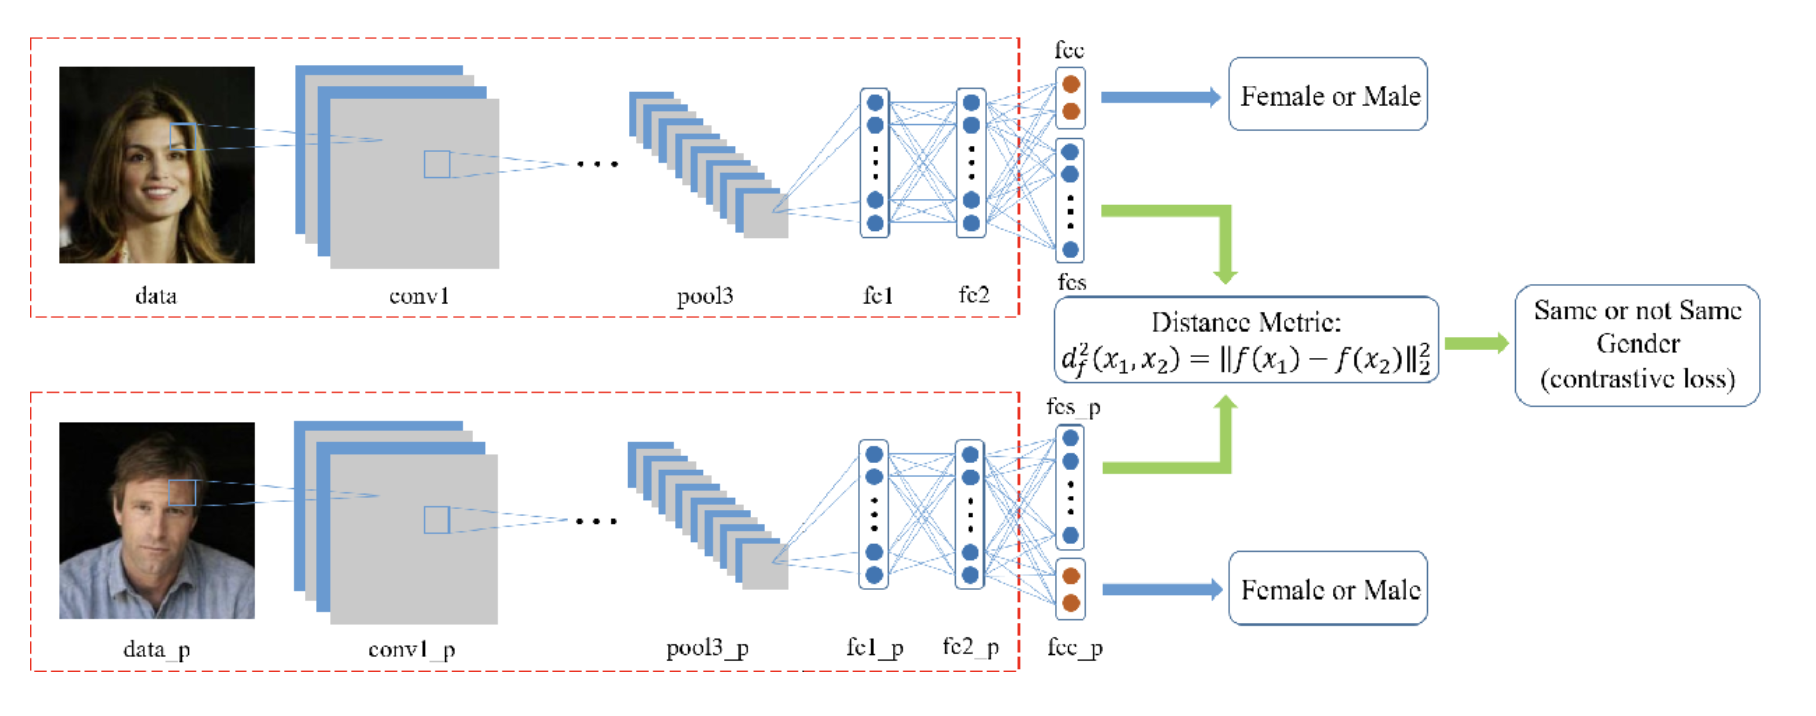 fcc
Female or Male
data
conv1
pool3
fc1
fc2
fcs
Distance Metric:
d_f^2(x_1, x_2) = ||f(x_1) − f(x_2)||_2^2
Same or not Same
Gender
(contrastive loss)
fcs_p
Female or Male
data_p
conv1_p
pool3_p
fc1_p
fc2_p
fcc_p